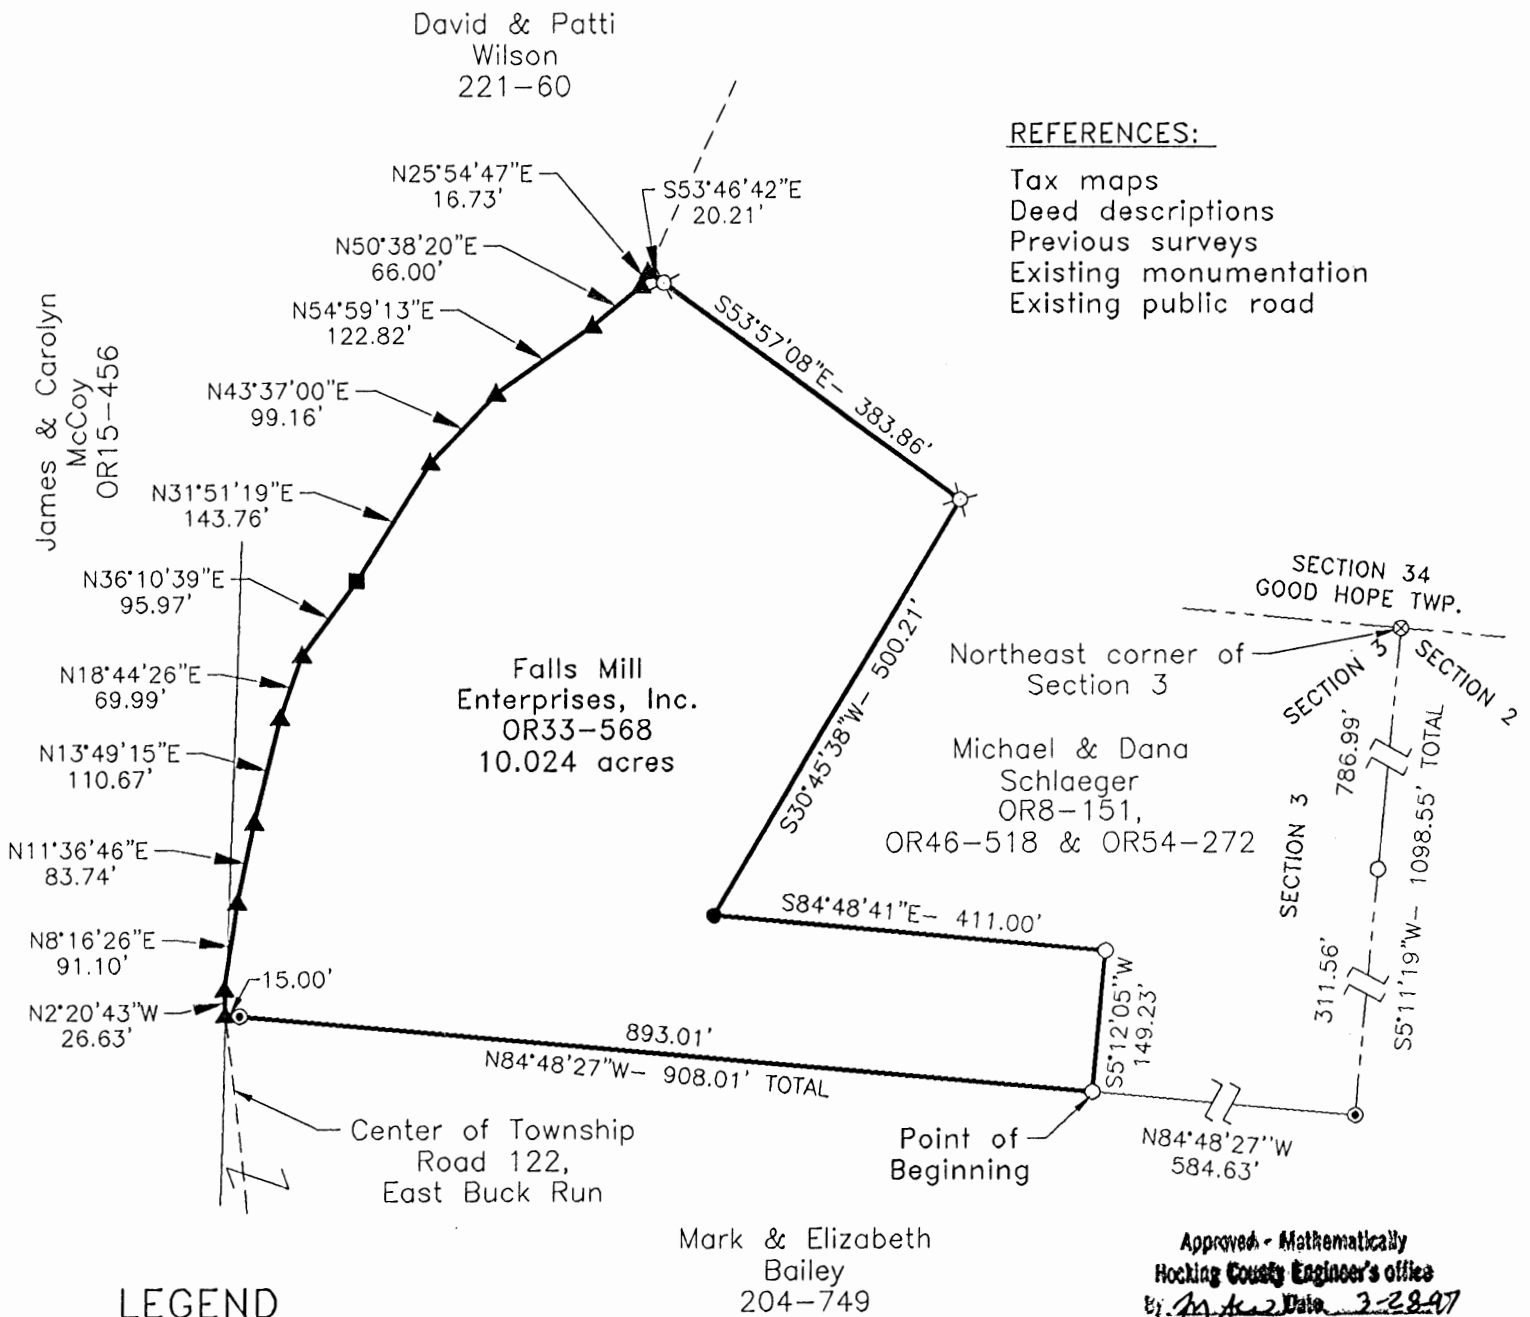 David & Patti
Wilson
221-60
REFERENCES:
Tax maps
Deed descriptions
Previous surveys
Existing monumentation
Existing public road
N25°54'47"E
16.73'
S53°46'42"E
20.21'
N50°38'20"E
66.00'
N54°59'13"E
122.82'
S53°57'08"E- 383.86'
James & Carolyn
McCoy
OR15-456
N43°37'00"E
99.16'
N31°51'19"E
143.76'
N36°10'39"E
95.97'
N18°44'26"E
69.99'
N13°49'15"E
110.67'
N11°36'46"E
83.74'
N8°16'26"E
91.10'
N2°20'43"W
26.63'
15.00'
Falls Mill
Enterprises, Inc.
OR33-568
10.024 acres
S30°45'38"W- 500.21'
SECTION 34
GOOD HOPE TWP.
Northeast corner of
Section 3
SECTION 3
SECTION 2
Michael & Dana
Schlaeger
OR8-151,
OR46-518 & OR54-272
786.99'
SECTION 3
S5°11'19"W- 1098.55' TOTAL
311.56'
S84°48'41"E- 411.00'
S5°12'05"W
149.23'
893.01'
N84°48'27"W- 908.01' TOTAL
Center of Township
Road 122,
East Buck Run
Point of
Beginning
N84°48'27"W
584.63'
Mark & Elizabeth
Bailey
204-749
Approved - Mathematically
Hocking County Engineer's office
By. Date 3-28-97
LEGEND